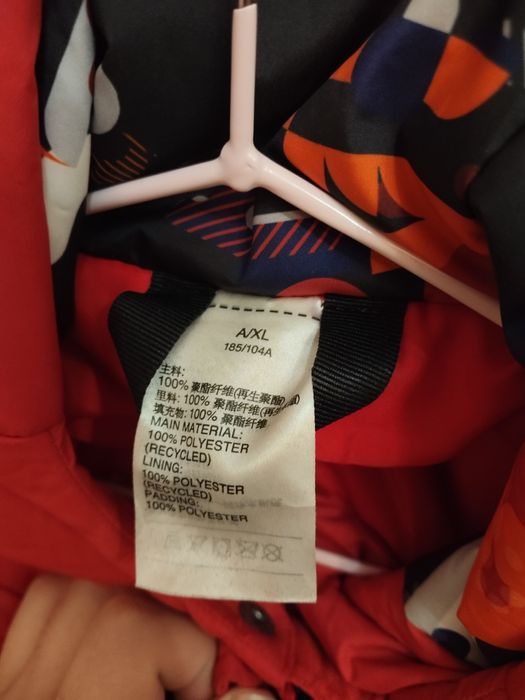 A/XL
185/104A
主料:
100% 聚酯纤维(再生聚酯)
里料: 100% 聚酯纤维(再生
填充物: 100% 聚酯纤维
MAIN MATERIAL:
100% POLYESTER
(RECYCLED)
LINING:
100% POLYESTER
(RECYCLED)
PADDING:
100% POLYESTER